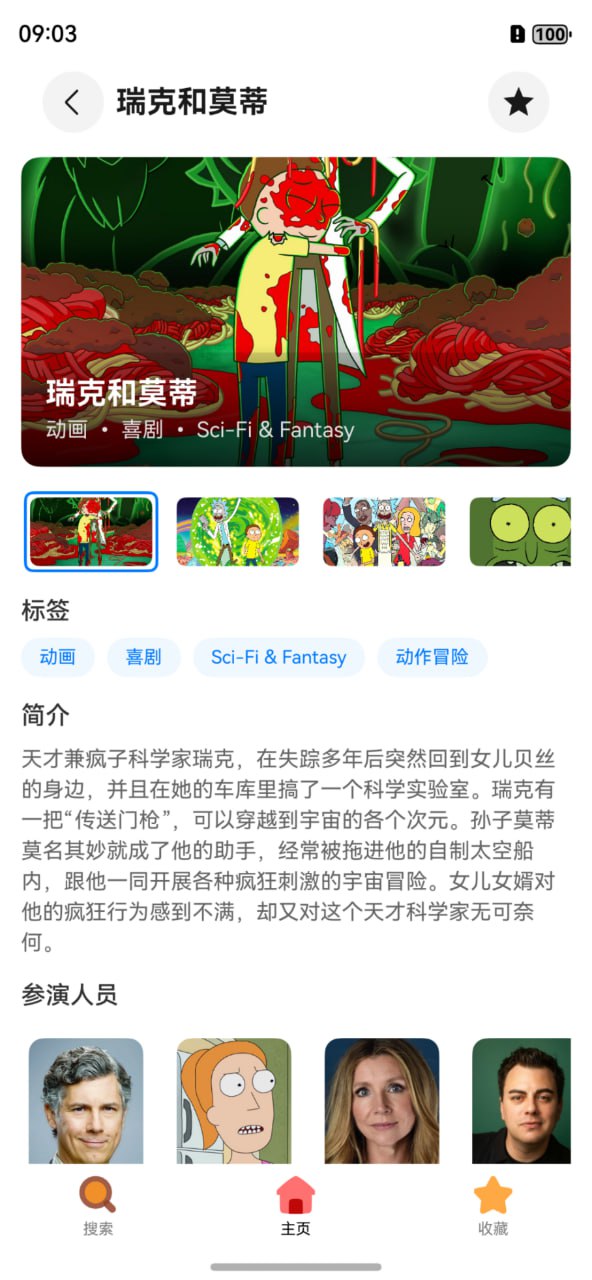 09:03
100
瑞克和莫蒂
瑞克和莫蒂
动画 • 喜剧 • Sci-Fi & Fantasy
标签
动画 喜剧 Sci-Fi & Fantasy 动作冒险
简介
天才兼疯子科学家瑞克，在失踪多年后突然回到女儿贝丝
的身边，并且在她的车库里搞了一个科学实验室。瑞克有
一把“传送门枪”，可以穿越到宇宙的各个次元。孙子莫蒂
莫名其妙就成了他的助手，经常被拖进他的自制太空船
内，跟他一同开展各种疯狂刺激的宇宙冒险。女儿女婿对
他的疯狂行为感到不满，却又对这个天才科学家无可奈
何。
参演人员
搜索 主页 收藏